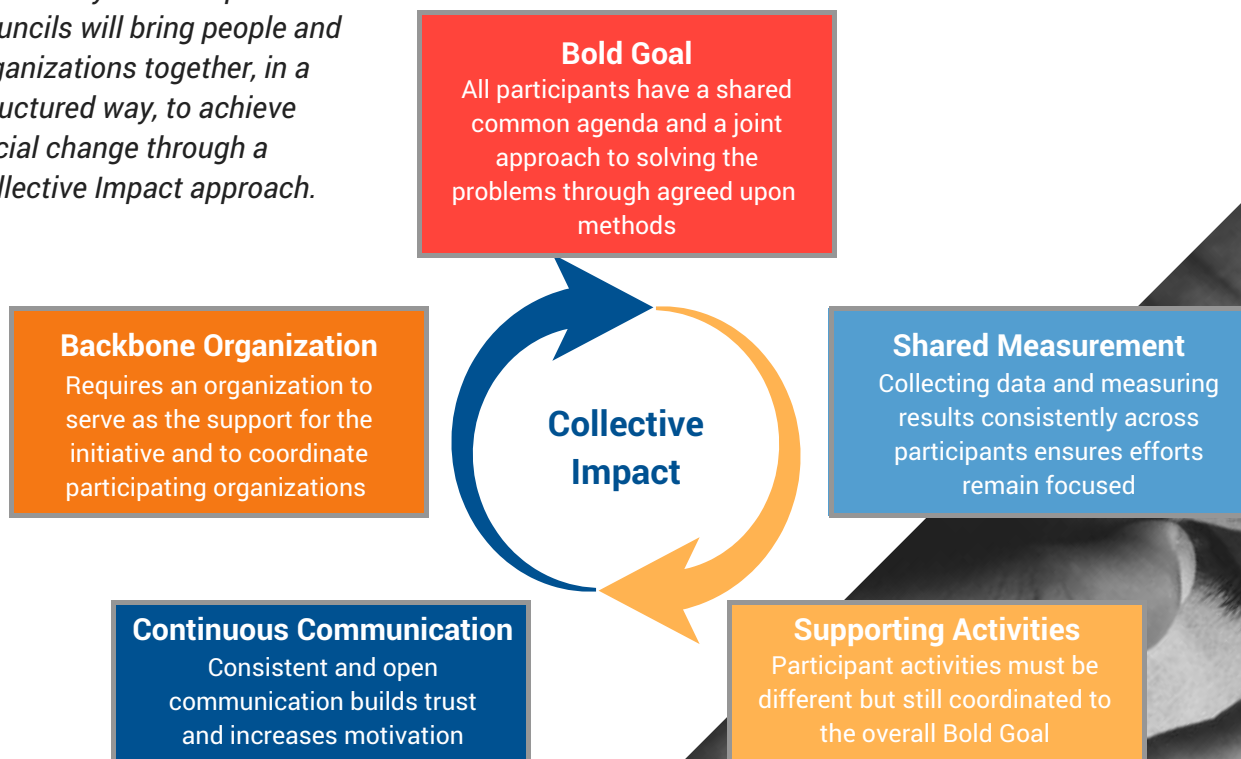 uncils will bring people and
ganizations together, in a
uctured way, to achieve
cial change through a
llective Impact approach.
Bold Goal
All participants have a shared
common agenda and a joint
approach to solving the
problems through agreed upon
methods
Backbone Organization
Requires an organization to
serve as the support for the
initiative and to coordinate
participating organizations
Collective
Impact
Shared Measurement
Collecting data and measuring
results consistently across
participants ensures efforts
remain focused
Continuous Communication
Consistent and open
communication builds trust
and increases motivation
Supporting Activities
Participant activities must be
different but still coordinated to
the overall Bold Goal